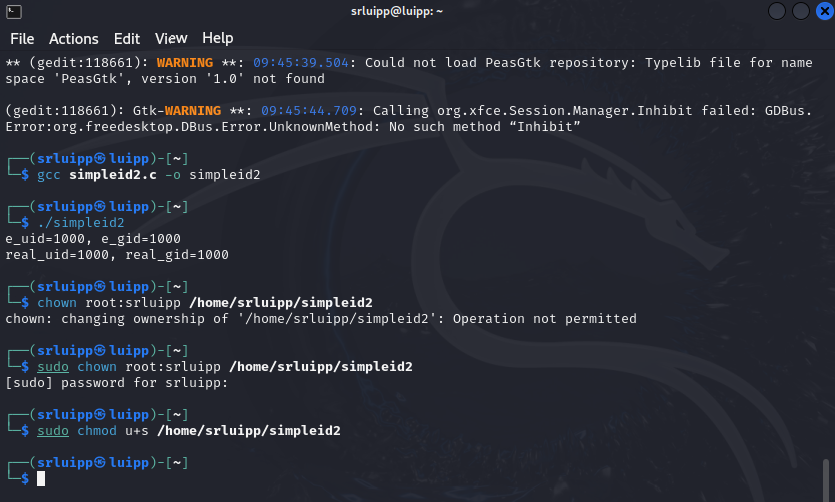 srluipp@luipp: ~
File Actions Edit View Help
** (gedit:118661): WARNING **: 09:45:39.504: Could not load PeasGtk repository: Typelib file for name
space 'PeasGtk', version '1.0' not found
(gedit:118661): Gtk-WARNING **: 09:45:44.709: Calling org.xfce.Session.Manager.Inhibit failed: GDBus.
Error:org.freedesktop.DBus.Error.UnknownMethod: No such method “Inhibit”
┌──(srluipp㉿luipp)-[~]
└─$ gcc simpleid2.c -o simpleid2
┌──(srluipp㉿luipp)-[~]
└─$ ./simpleid2
e_uid=1000, e_gid=1000
real_uid=1000, real_gid=1000
┌──(srluipp㉿luipp)-[~]
└─$ chown root:srluipp /home/srluipp/simpleid2
chown: changing ownership of '/home/srluipp/simpleid2': Operation not permitted
┌──(srluipp㉿luipp)-[~]
└─$ sudo chown root:srluipp /home/srluipp/simpleid2
[sudo] password for srluipp:
┌──(srluipp㉿luipp)-[~]
└─$ sudo chmod u+s /home/srluipp/simpleid2
┌──(srluipp㉿luipp)-[~]
└─$